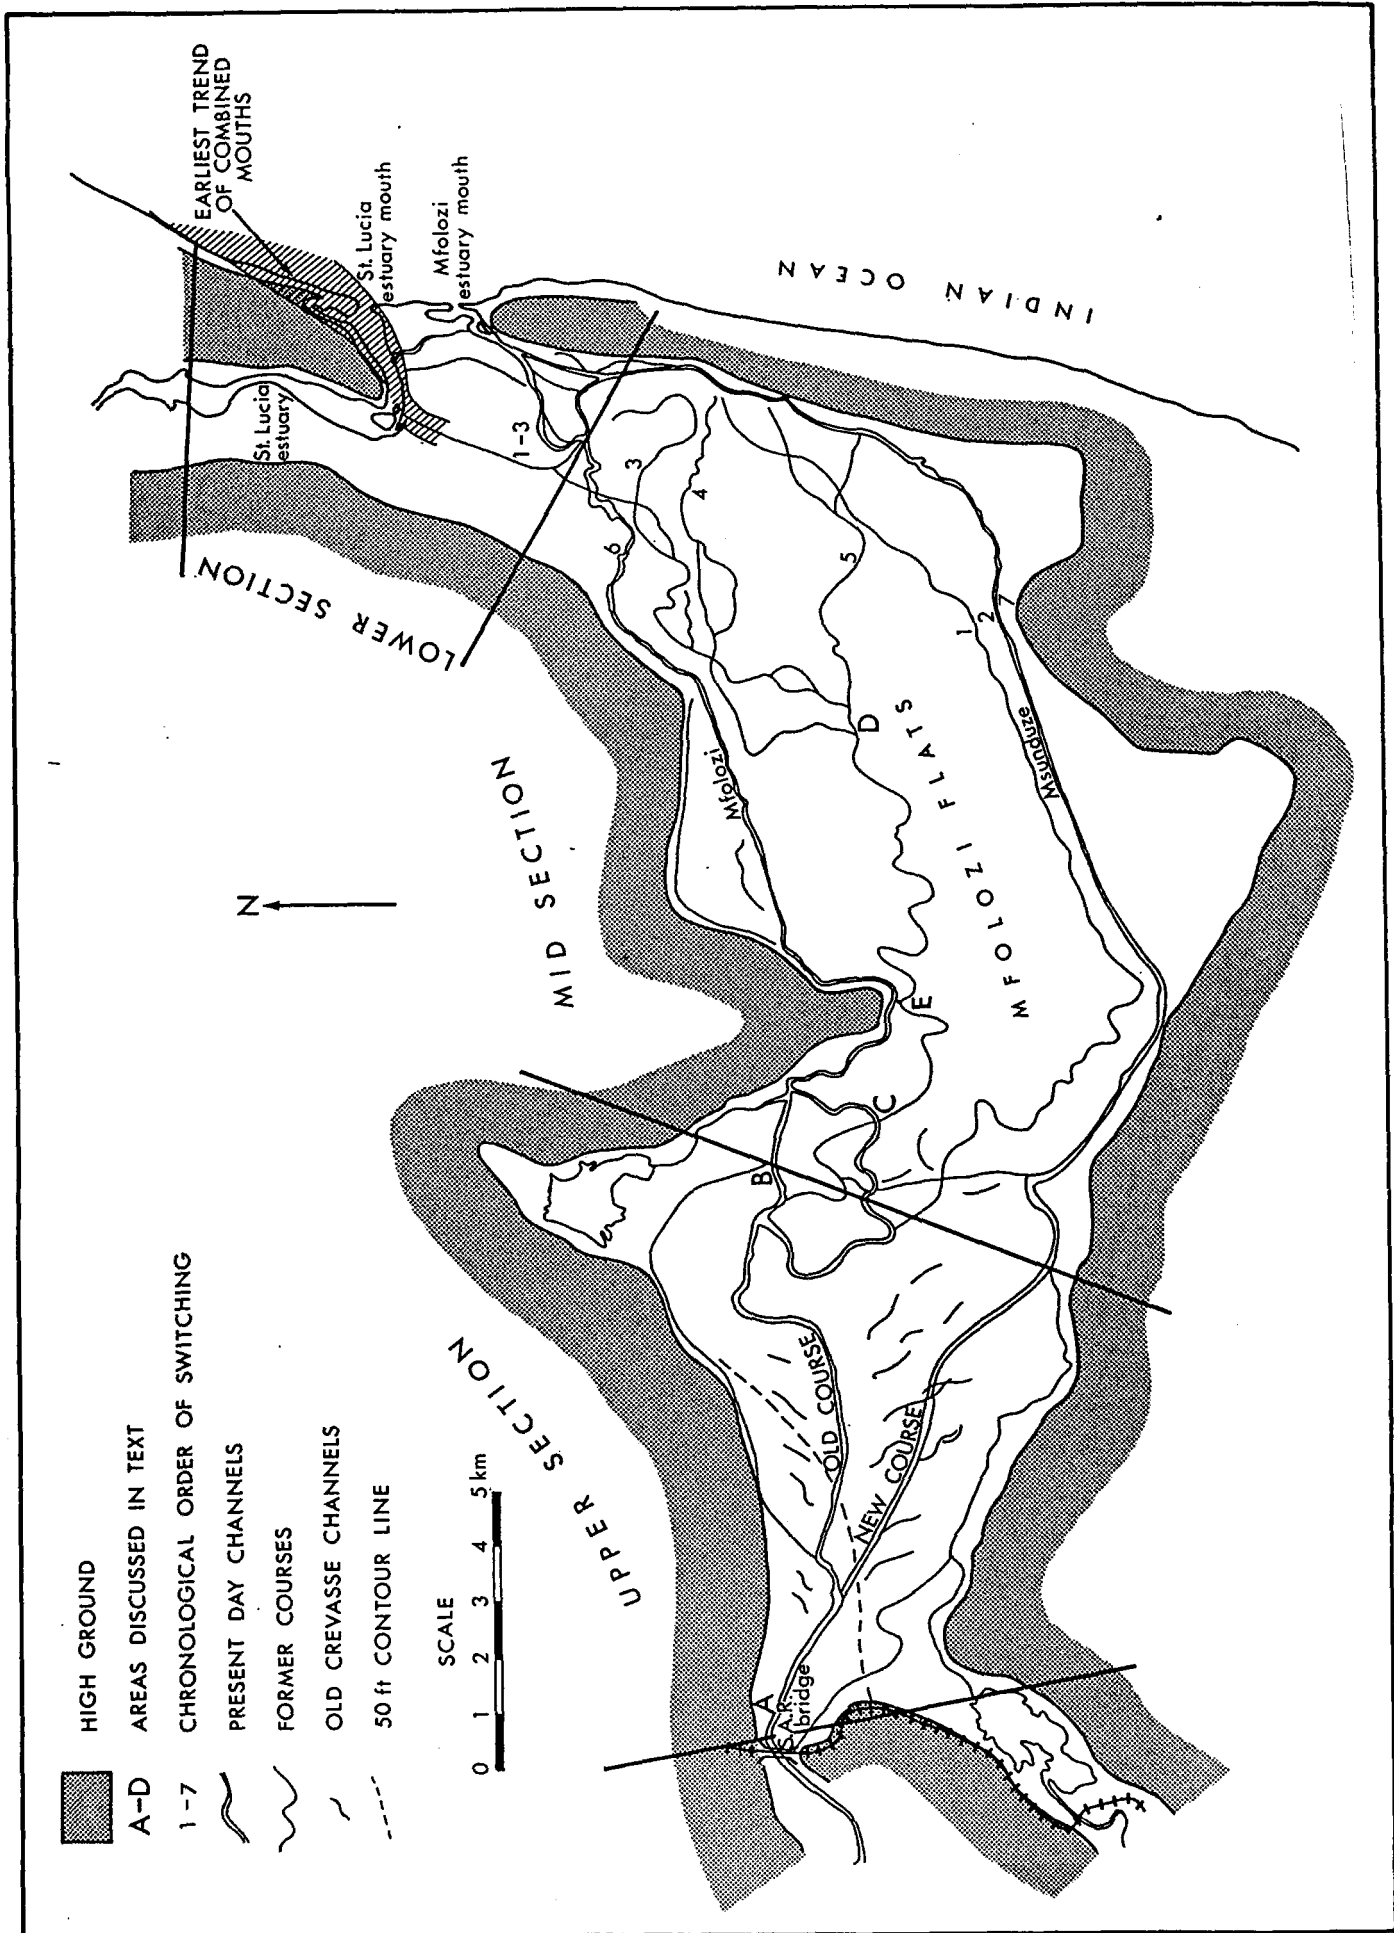 HIGH GROUND
A–D AREAS DISCUSSED IN TEXT
1–7 CHRONOLOGICAL ORDER OF SWITCHING
PRESENT DAY CHANNELS
FORMER COURSES
OLD CREVASSE CHANNELS
50 ft CONTOUR LINE
SCALE
0 1 2 3 4 5 km
UPPER SECTION
MID SECTION
LOWER SECTION
N
EARLIEST TREND
OF COMBINED
MOUTHS
St. Lucia
estuary mouth
Mfolozi
estuary mouth
St. Lucia
estuary
INDIAN OCEAN
1–3
3
4
6
5
1
2
7
D
Mfolozi
MFOLOZI FLATS
Msunduze
E
C
B
OLD COURSE
NEW COURSE
A
S.A.R.
bridge